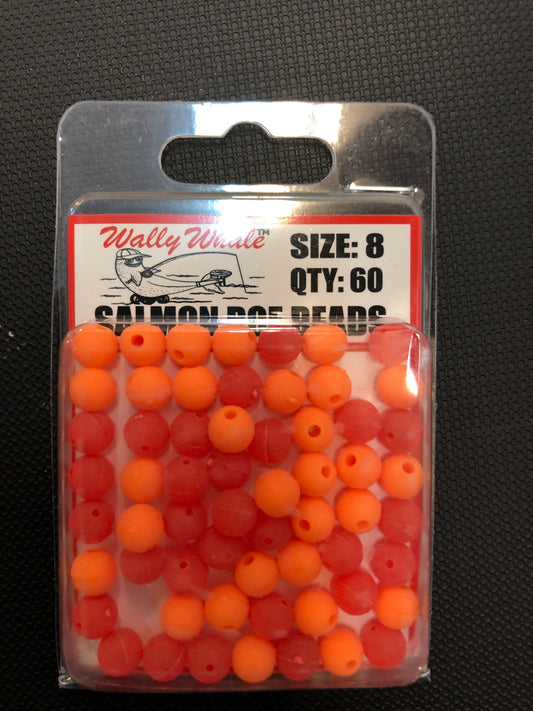 Wally Whale™
SIZE: 8
QTY: 60
SALMON ROE BEADS